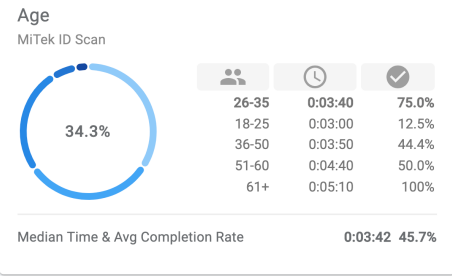 Age
MiTek ID Scan
34.3%
26-35 0:03:40 75.0%
18-25 0:03:00 12.5%
36-50 0:03:50 44.4%
51-60 0:04:40 50.0%
61+ 0:05:10 100%
Median Time & Avg Completion Rate 0:03:42 45.7%